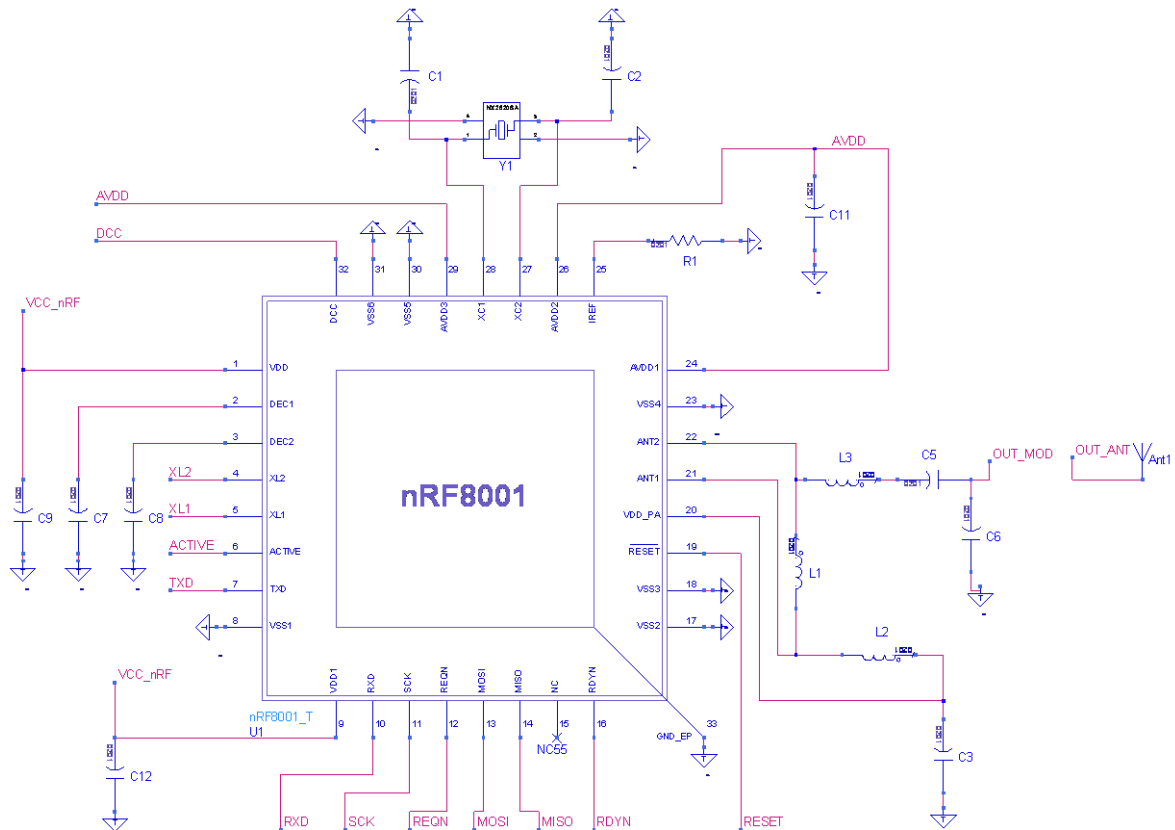 C1
C2
NX2520SA
4
3
1
2
Y1
AVDD
AVDD
C11
DCC
0201
R1
32
31
30
29
28
27
26
25
VCC_nRF
DCC
VSS6
VSS5
AVDD3
XC1
XC2
AVDD2
IREF
1
VDD
AVDD1
24
2
DEC1
VSS4
23
3
DEC2
ANT2
22
XL2
4
XL2
ANT1
21
L3
C5
OUT_MOD
OUT_ANT
Ant1
nRF8001
C9
C7
C8
XL1
5
XL1
VDD_PA
20
C6
ACTIVE
6
ACTIVE
RESET
19
L1
TXD
7
TXD
VSS3
18
8
VSS1
VSS2
17
L2
VCC_nRF
VDD1
RXD
SCK
REQN
MOSI
MISO
NC
RDYN
nRF8001_T
U1
9
10
11
12
13
14
15
16
33
NC55
GND_EP
C12
C3
RXD
SCK
REQN
MOSI
MISO
RDYN
RESET